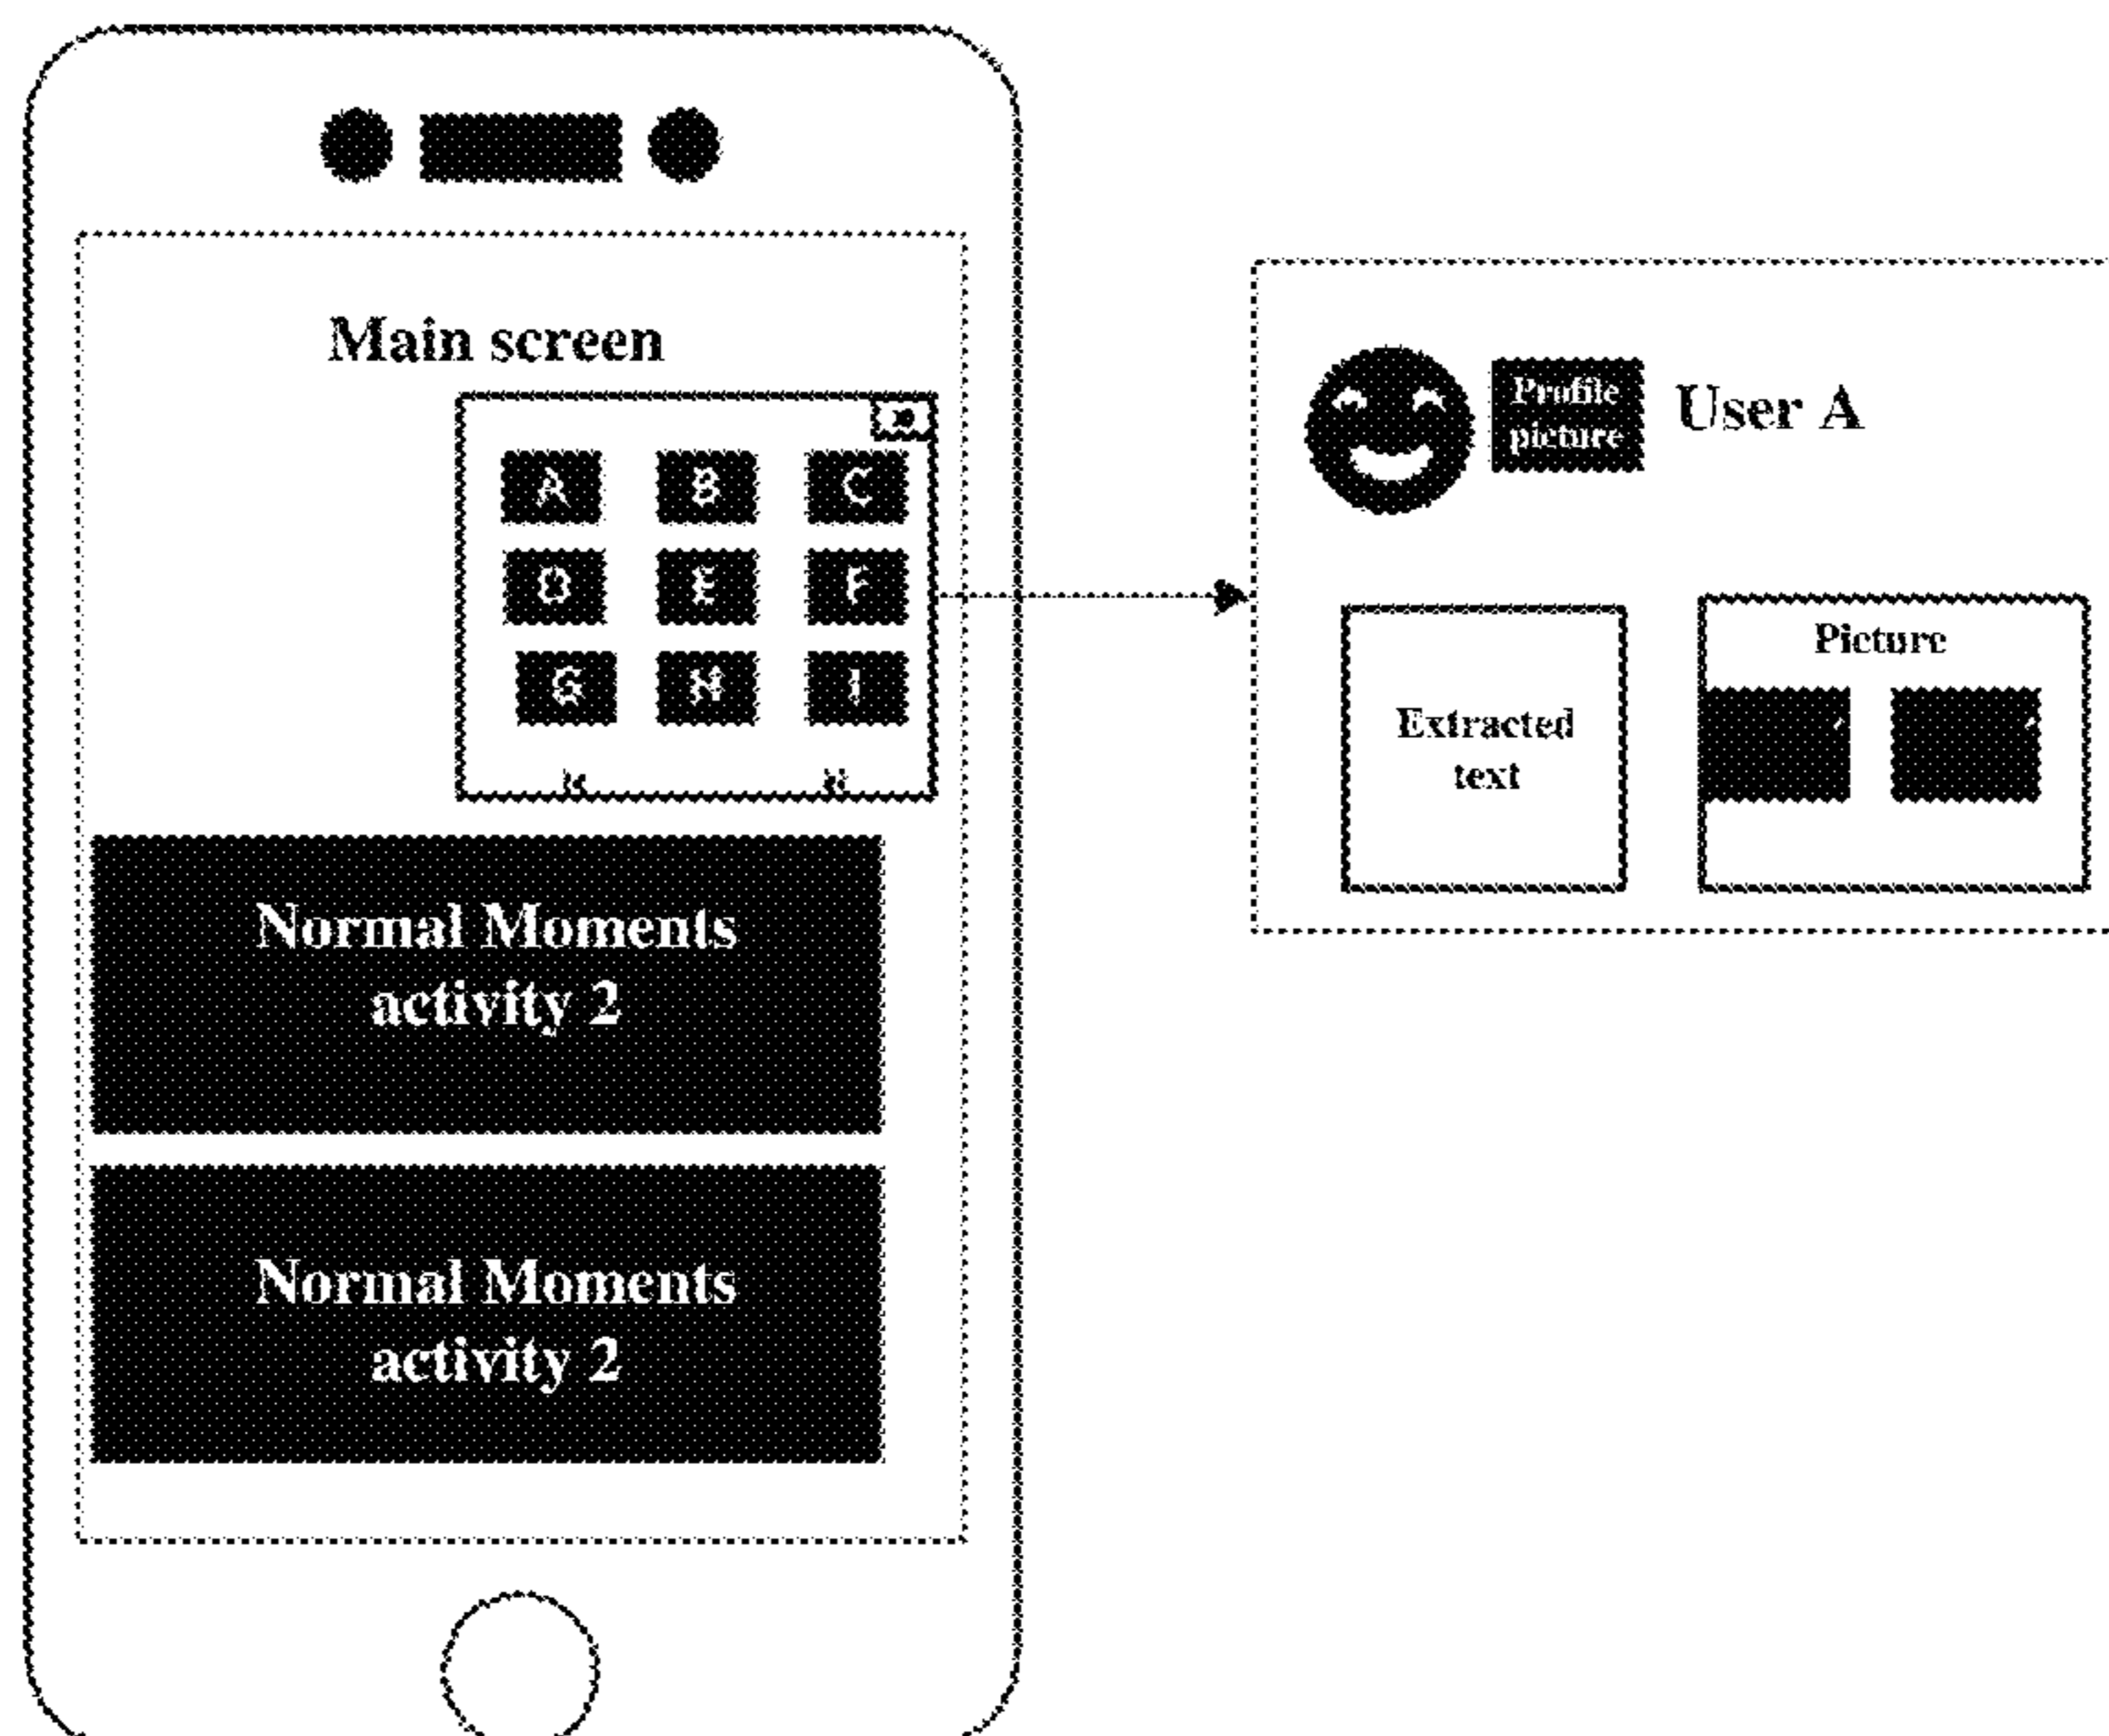 Main screen
A B C
D E F
G H I
Normal Moments
activity 2
Normal Moments
activity 2
Profile
picture
User A
Extracted
text
Picture